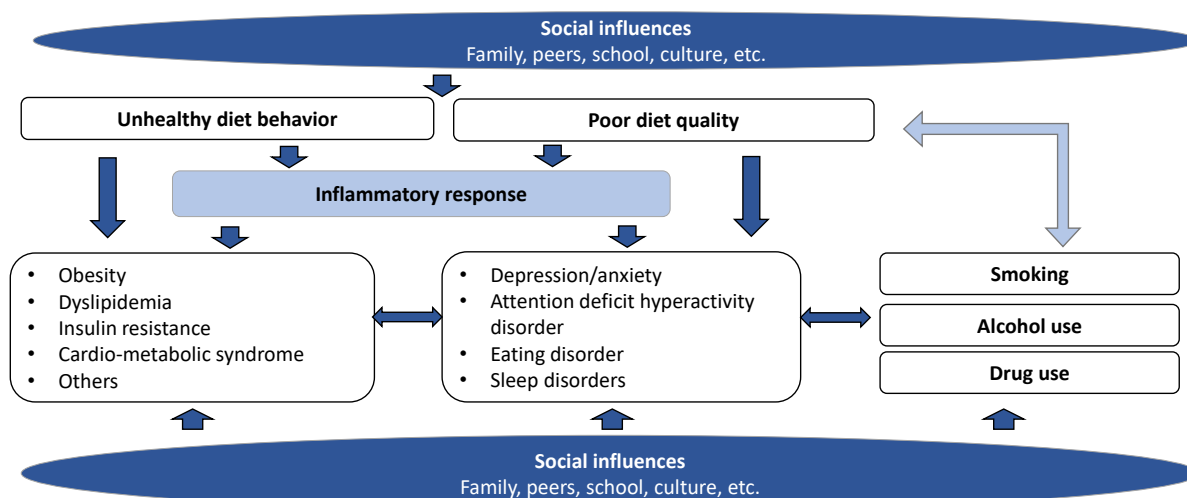 Social influences
Family, peers, school, culture, etc.
Unhealthy diet behavior
Poor diet quality
Inflammatory response
• Obesity
• Dyslipidemia
• Insulin resistance
• Cardio-metabolic syndrome
• Others
• Depression/anxiety
• Attention deficit hyperactivity
disorder
• Eating disorder
• Sleep disorders
Smoking
Alcohol use
Drug use
Social influences
Family, peers, school, culture, etc.